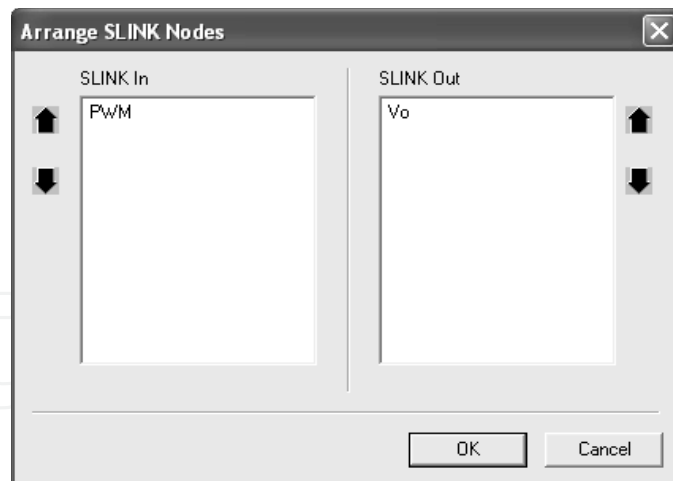 Arrange SLINK Nodes
SLINK In
SLINK Out
PWM
Vo
OK
Cancel